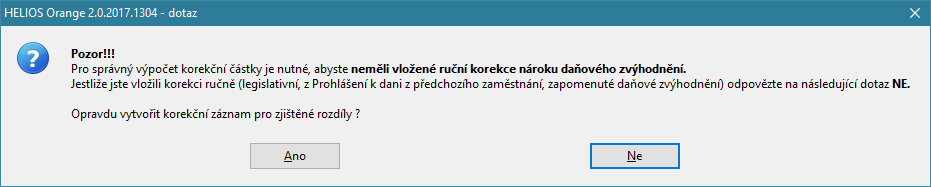 HELIOS Orange 2.0.2017.1304 - dotaz
Pozor!!!
Pro správný výpočet korekční částky je nutné, abyste neměli vložené ruční korekce nároku daňového zvýhodnění.
Jestliže jste vložili korekci ručně (legislativní, z Prohlášení k dani z předchozího zaměstnání, zapomenuté daňové zvýhodnění) odpovězte na následující dotaz NE.
Opravdu vytvořit korekční záznam pro zjištěné rozdíly ?
Ano
Ne